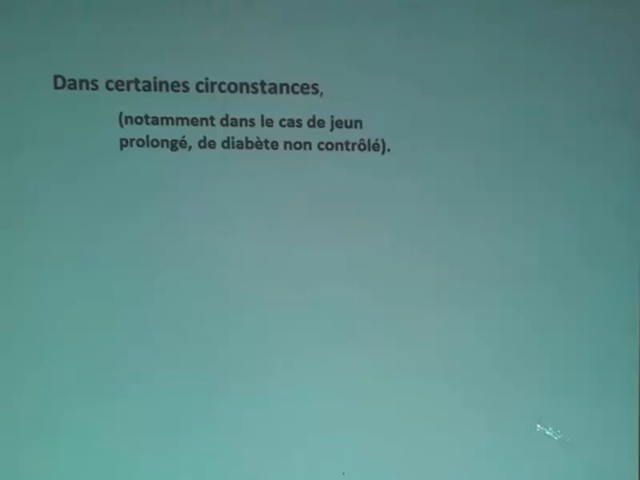 Dans certaines circonstances,
(notamment dans le cas de jeun
prolongé, de diabète non contrôlé).